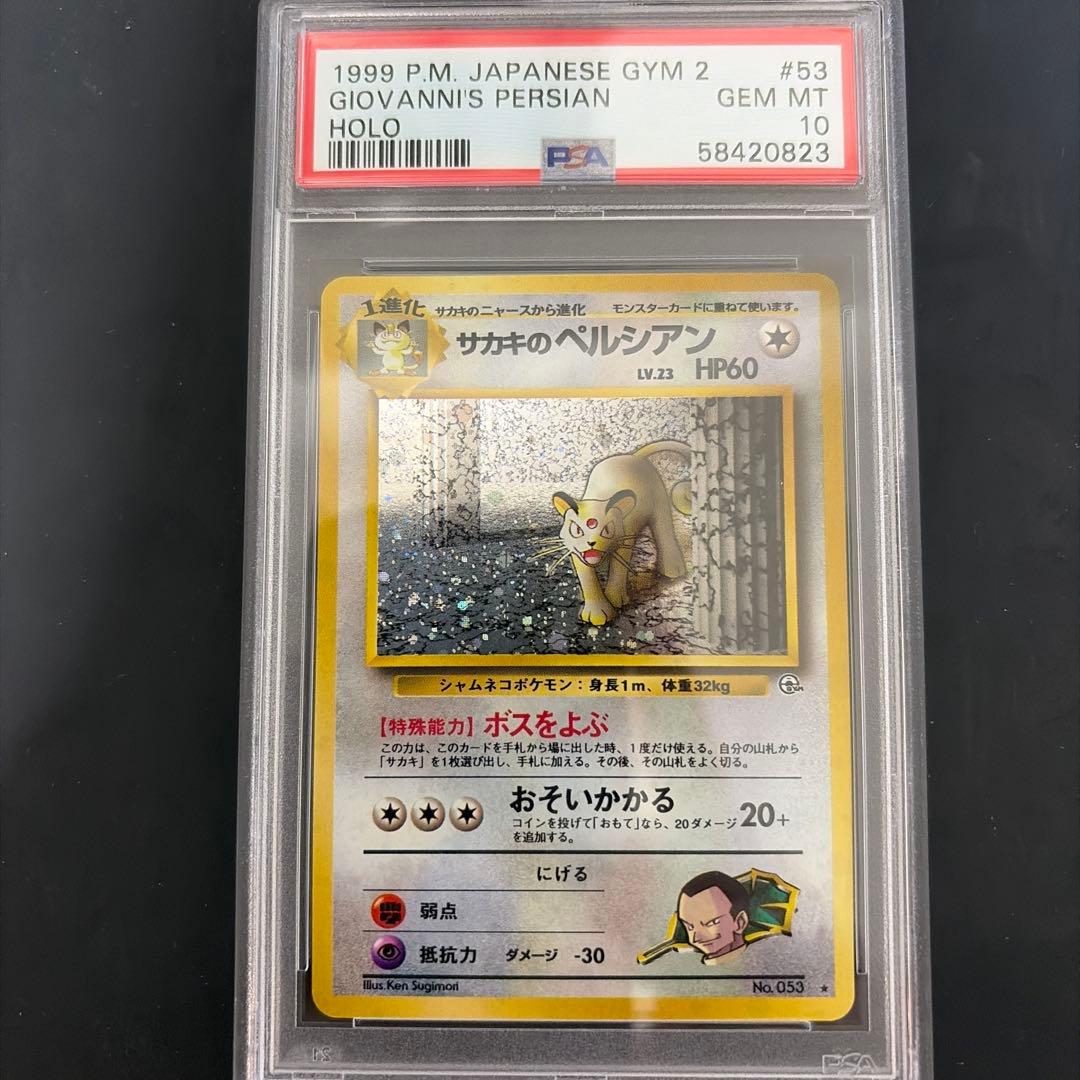 1999 P.M. JAPANESE GYM 2 #53
GIOVANNI'S PERSIAN GEM MT
HOLO 10
PSA 58420823
1進化 サカキのニャースから進化 モンスターカードに重ねて使います。
サカキのペルシアン
LV.23 HP60
シャムネコポケモン：身長1m、体重32kg
【特殊能力】ボスをよぶ
この力は、このカードを手札から場に出した時、1度だけ使える。自分の山札から
「サカキ」を1枚選び出し、手札に加える。その後、その山札をよく切る。
おそいかかる
コインを投げて「おもて」なら、20ダメージ 20+
を追加する。
にげる
弱点
抵抗力 ダメージ -30
Illus.Ken Sugimori No. 053 ★
PSA